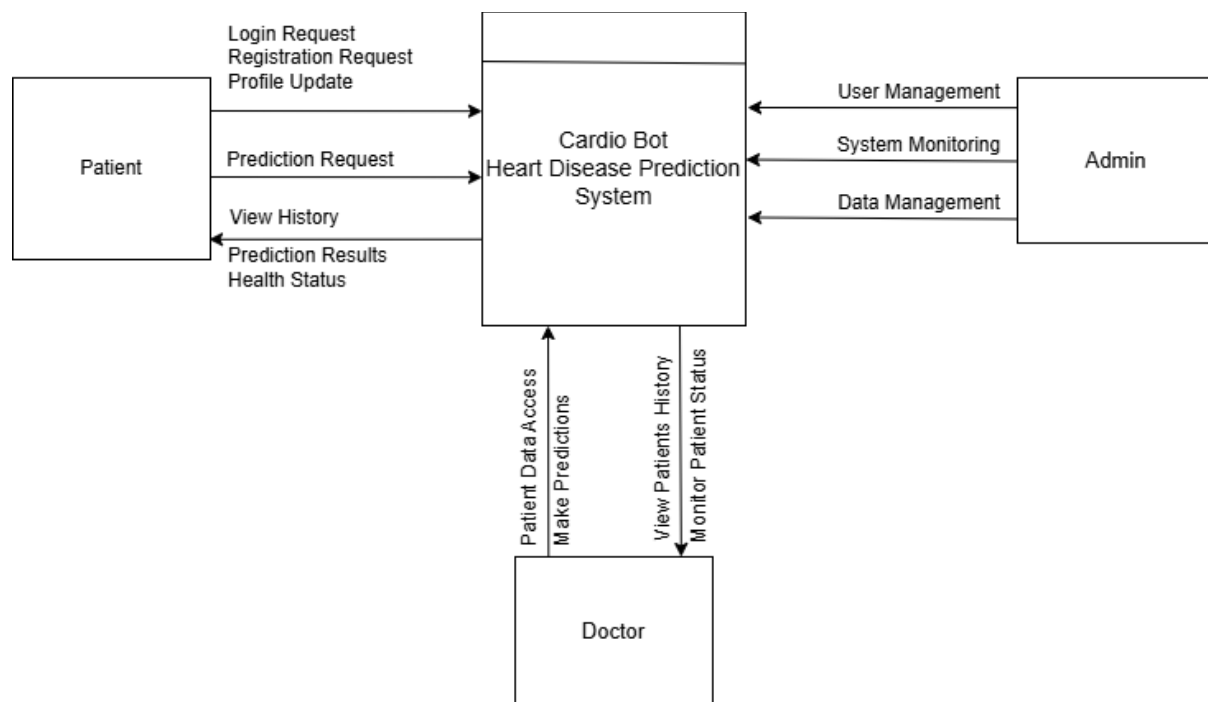 Login Request
Registration Request
Profile Update
Patient
Prediction Request
View History
Prediction Results
Health Status
Cardio Bot
Heart Disease Prediction
System
User Management
System Monitoring
Data Management
Admin
Patient Data Access
Make Predictions
View Patients History
Monitor Patient Status
Doctor